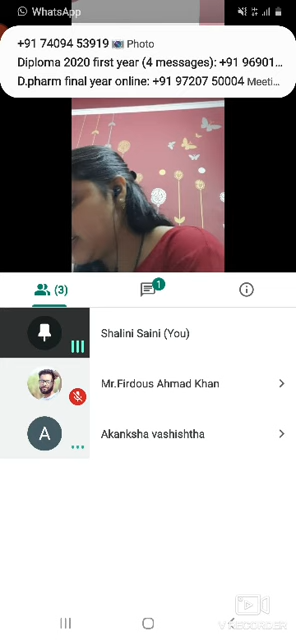 WhatsApp
+91 74094 53919 📷 Photo
Diploma 2020 first year (4 messages): +91 96901...
D.pharm final year online: +91 97207 50004 Meeti...
(3)
1
Shalini Saini (You)
Mr.Firdous Ahmad Khan
A
Akanksha vashishtha
V RECORDER